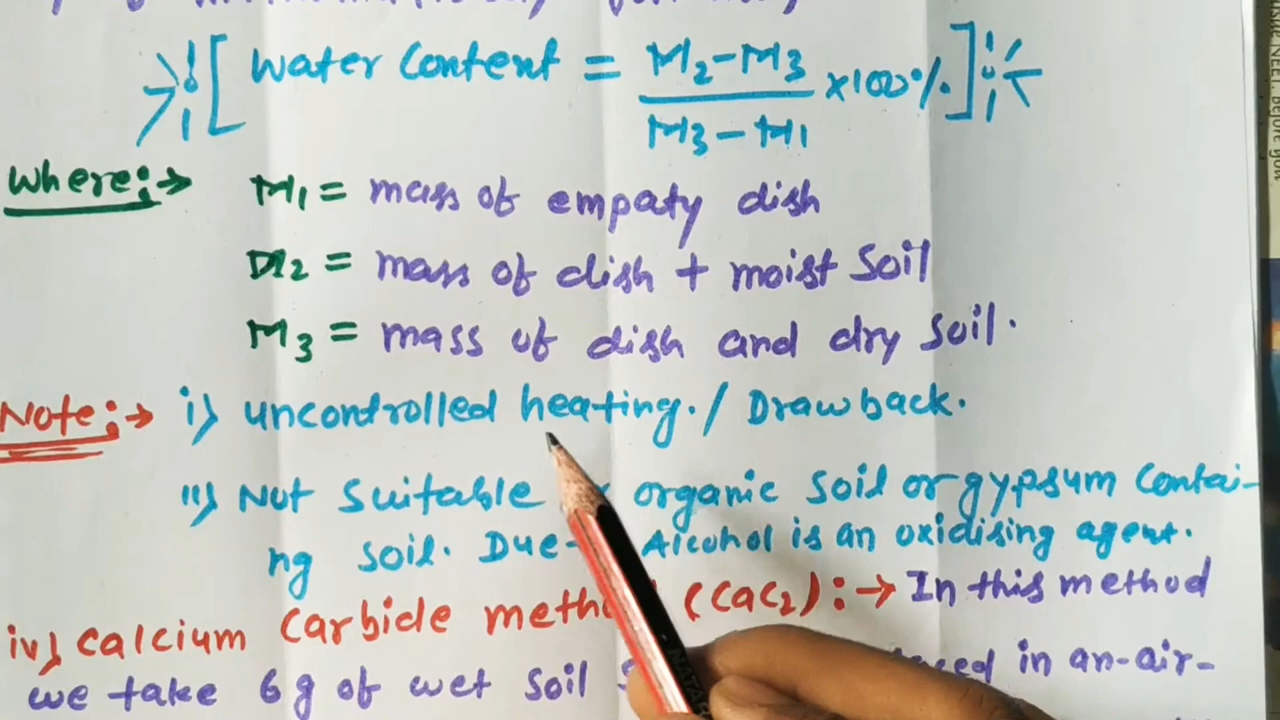 [ Water Content = M2-M3 / M3-M1 ×100% ]
Where:→ M1 = mass of empaty dish
M2 = mass of dish + moist soil
M3 = mass of dish and dry soil.
Note:→ i) uncontrolled heating. / Drawback.
ii) Not suitable organic soil or gypsum contai-
ng soil. Due Alcohol is an oxidising agent.
iv) Calcium Carbide (CaC2):→ In this method
we take 6g of wet soil in an-air-